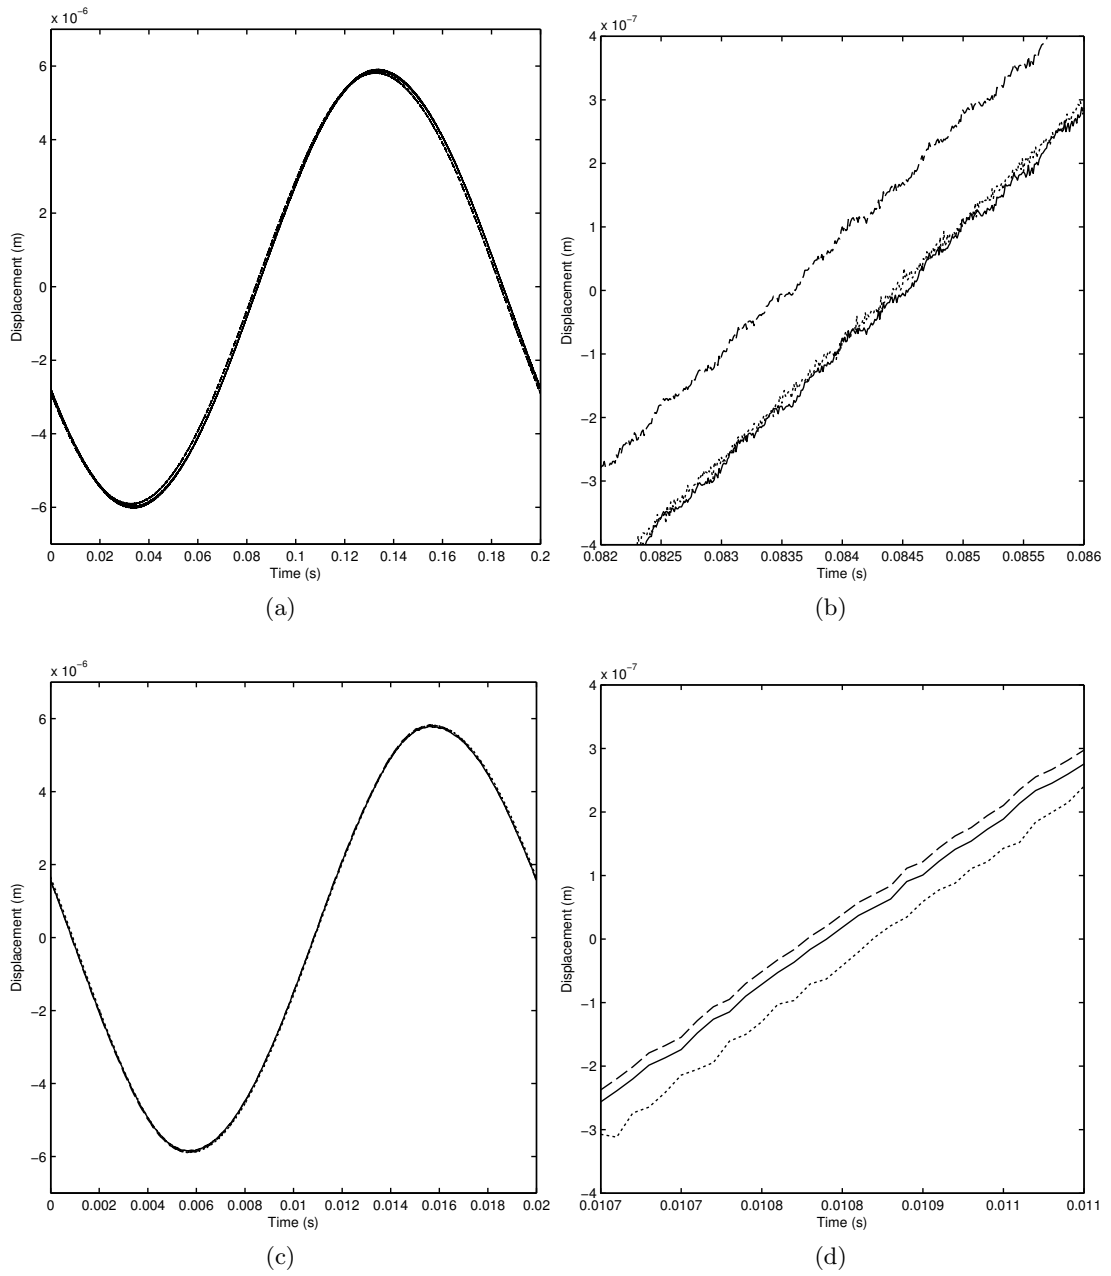 x 10⁻⁶
6
4
2
0
−2
−4
−6
Displacement (m)
0 0.02 0.04 0.06 0.08 0.1 0.12 0.14 0.16 0.18 0.2
Time (s)
(a)
x 10⁻⁷
4
3
2
1
0
−1
−2
−3
−4
Displacement (m)
0.082 0.0825 0.083 0.0835 0.084 0.0845 0.085 0.0855 0.086
Time (s)
(b)
x 10⁻⁶
6
4
2
0
−2
−4
−6
Displacement (m)
0 0.002 0.004 0.006 0.008 0.01 0.012 0.014 0.016 0.018 0.02
Time (s)
(c)
x 10⁻⁷
4
3
2
1
0
−1
−2
−3
−4
Displacement (m)
0.0107 0.0107 0.0108 0.0108 0.0109 0.011 0.011
Time (s)
(d)